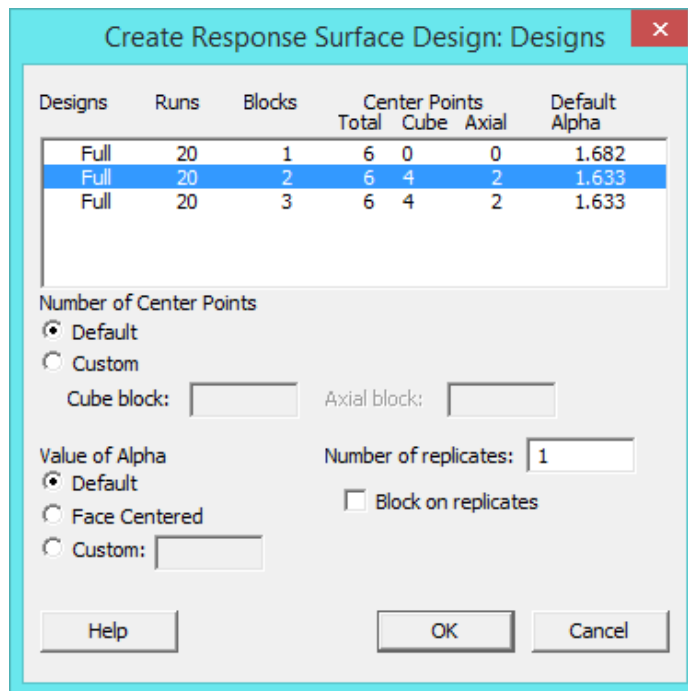 Create Response Surface Design: Designs
Designs Runs Blocks Center Points Default
Total Cube Axial Alpha
Full 20 1 6 0 0 1.682
Full 20 2 6 4 2 1.633
Full 20 3 6 4 2 1.633
Number of Center Points
Default
Custom
Cube block: Axial block:
Value of Alpha Number of replicates: 1
Default
Block on replicates
Face Centered
Custom:
Help OK Cancel